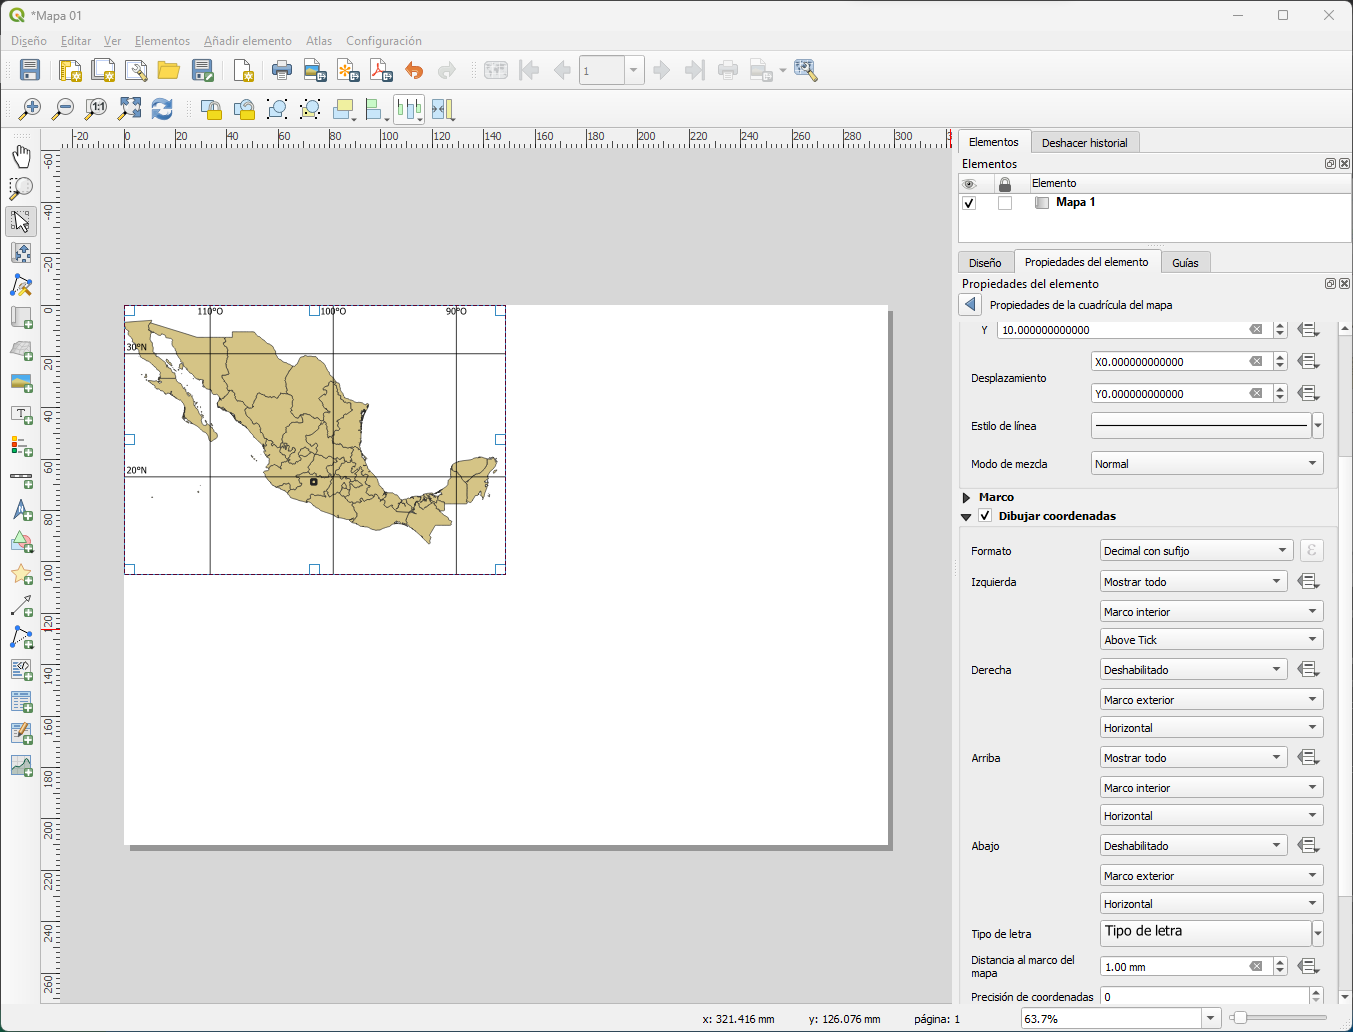 *Mapa 01
Diseño Editar Ver Elementos Añadir elemento Atlas Configuración
1
1:1
-20 0 20 40 60 80 100 120 140 160 180 200 220 240 260 280 300 3
-60
-40
-20
0
20
40
60
80
100
120
140
160
180
200
220
240
260
110°O 100°O 90°O
30°N
20°N
Elementos Deshacer historial
Elementos
Elemento
Mapa 1
Diseño Propiedades del elemento Guías
Propiedades del elemento
Propiedades de la cuadrícula del mapa
Y 10.000000000000
X0.000000000000
Desplazamiento
Y0.000000000000
Estilo de línea
Modo de mezcla Normal
Marco
Dibujar coordenadas
Formato Decimal con sufijo ε
Izquierda Mostrar todo
Marco interior
Above Tick
Derecha Deshabilitado
Marco exterior
Horizontal
Arriba Mostrar todo
Marco interior
Horizontal
Abajo Deshabilitado
Marco exterior
Horizontal
Tipo de letra Tipo de letra
Distancia al marco del
mapa
1.00 mm
Precisión de coordenadas 0
x: 321.416 mm y: 126.076 mm página: 1 63.7%